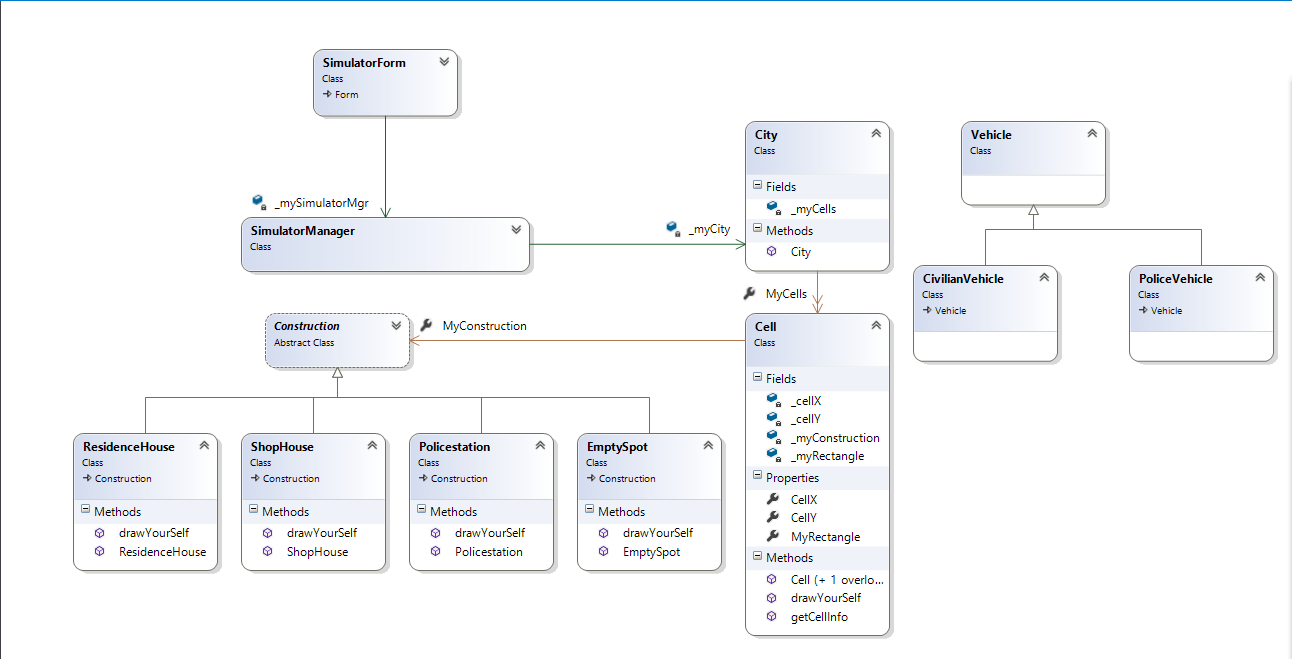 SimulatorForm
Class
Form
_mySimulatorMgr
SimulatorManager
Class
_myCity
City
Class
Fields
_myCells
Methods
City
MyCells
Vehicle
Class
CivilianVehicle
Class
Vehicle
PoliceVehicle
Class
Vehicle
Construction
Abstract Class
MyConstruction
Cell
Class
Fields
_cellX
_cellY
_myConstruction
_myRectangle
Properties
CellX
CellY
MyRectangle
Methods
Cell (+ 1 overlo...
drawYourSelf
getCellInfo
ResidenceHouse
Class
Construction
Methods
drawYourSelf
ResidenceHouse
ShopHouse
Class
Construction
Methods
drawYourSelf
ShopHouse
Policestation
Class
Construction
Methods
drawYourSelf
Policestation
EmptySpot
Class
Construction
Methods
drawYourSelf
EmptySpot